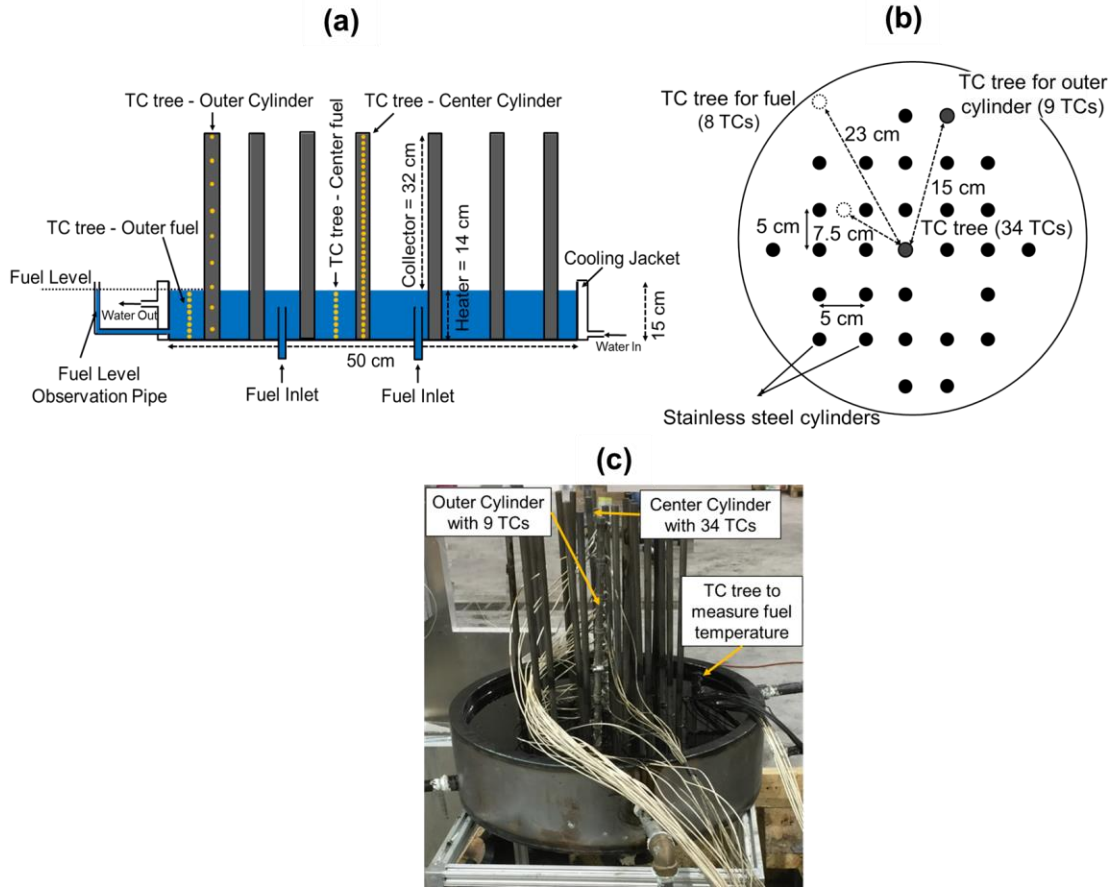 (a)
TC tree - Outer Cylinder
TC tree - Center Cylinder
TC tree - Center fuel
TC tree - Outer fuel
Collector = 32 cm
Heater = 14 cm
Cooling Jacket
Fuel Level
Water Out
15 cm
Water In
50 cm
Fuel Level
Observation Pipe
Fuel Inlet
Fuel Inlet
(b)
TC tree for fuel
(8 TCs)
TC tree for outer
cylinder (9 TCs)
23 cm
15 cm
5 cm
7.5 cm
TC tree (34 TCs)
5 cm
Stainless steel cylinders
(c)
Outer Cylinder
with 9 TCs
Center Cylinder
with 34 TCs
TC tree to
measure fuel
temperature